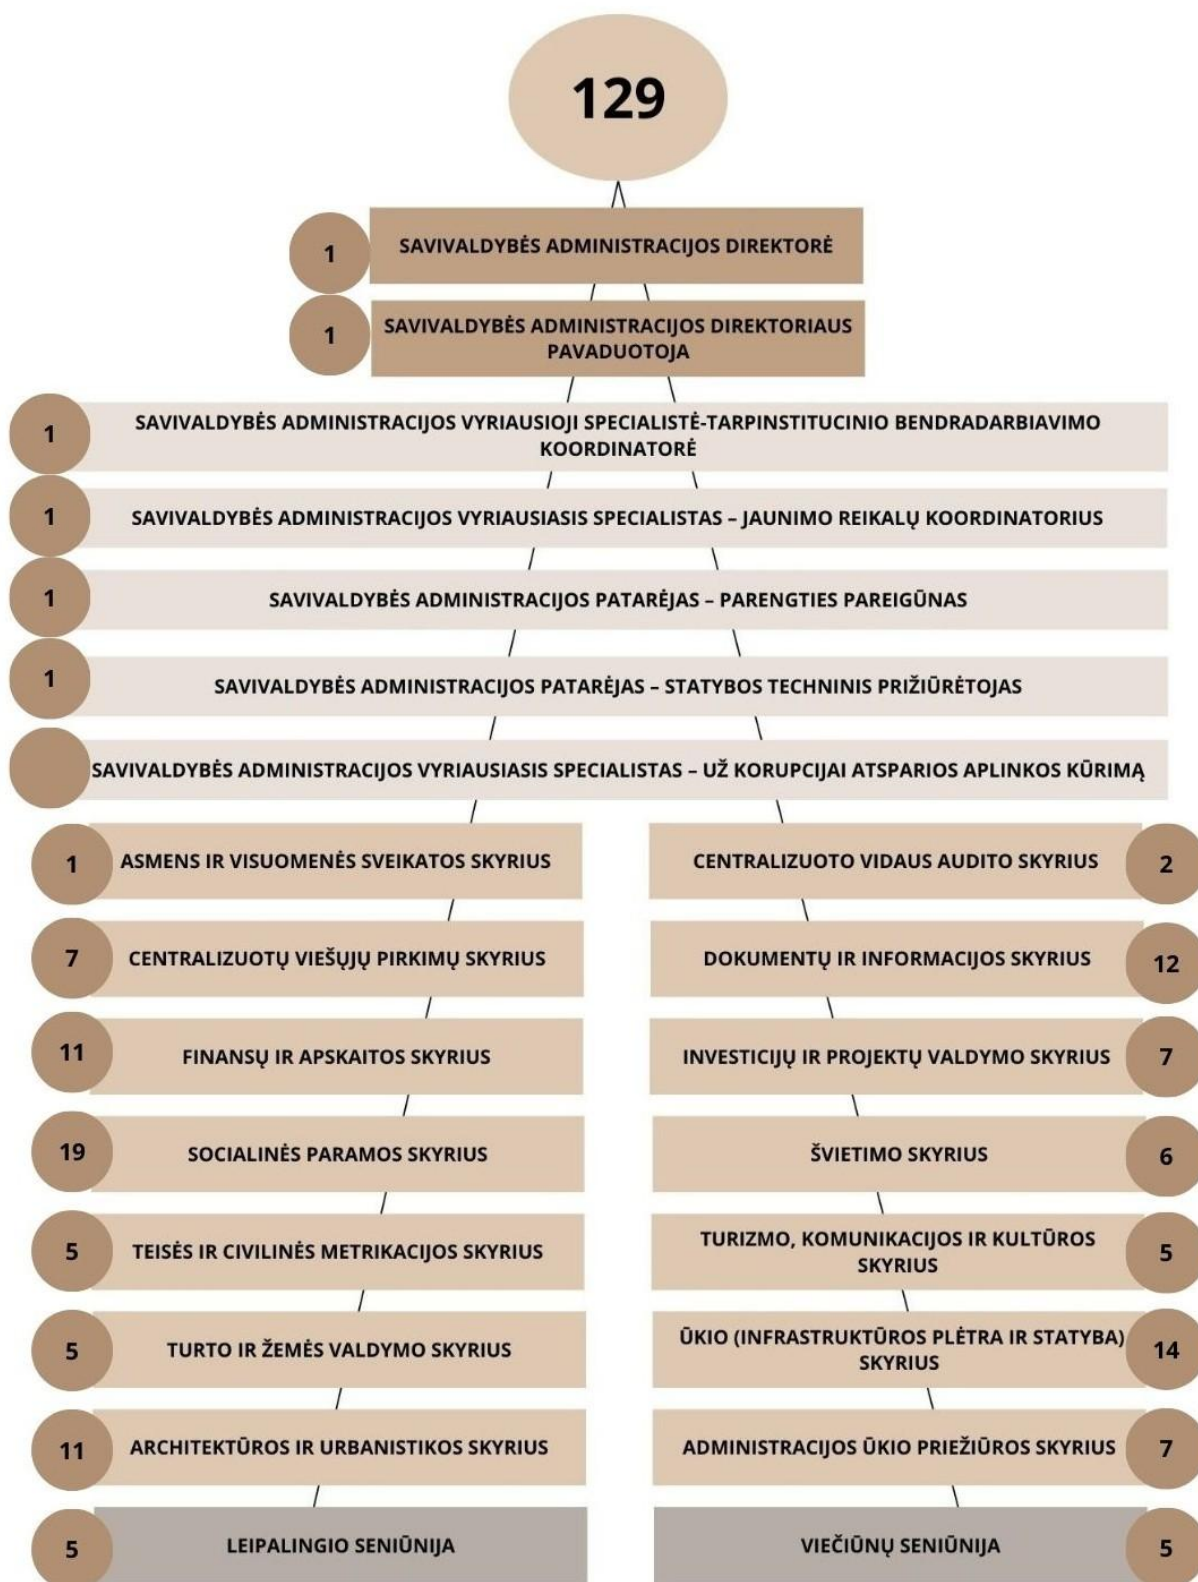 129
1
SAVIVALDYBĖS ADMINISTRACIJOS DIREKTORĖ
1
SAVIVALDYBĖS ADMINISTRACIJOS DIREKTORIAUS
PAVADUOTOJA
1
SAVIVALDYBĖS ADMINISTRACIJOS VYRIAUSIOJI SPECIALISTĖ-TARPINSTITUCINIO BENDRADARBIAVIMO
KOORDINATORĖ
1
SAVIVALDYBĖS ADMINISTRACIJOS VYRIAUSIASIS SPECIALISTAS – JAUNIMO REIKALŲ KOORDINATORIUS
1
SAVIVALDYBĖS ADMINISTRACIJOS PATARĖJAS – PARENGTIES PAREIGŪNAS
1
SAVIVALDYBĖS ADMINISTRACIJOS PATARĖJAS – STATYBOS TECHNINIS PRIŽIŪRĖTOJAS
SAVIVALDYBĖS ADMINISTRACIJOS VYRIAUSIASIS SPECIALISTAS – UŽ KORUPCIJAI ATSPARIOS APLINKOS KŪRIMĄ
1
ASMENS IR VISUOMENĖS SVEIKATOS SKYRIUS
CENTRALIZUOTO VIDAUS AUDITO SKYRIUS
2
7
CENTRALIZUOTŲ VIEŠŲJŲ PIRKIMŲ SKYRIUS
DOKUMENTŲ IR INFORMACIJOS SKYRIUS
12
11
FINANSŲ IR APSKAITOS SKYRIUS
INVESTICIJŲ IR PROJEKTŲ VALDYMO SKYRIUS
7
19
SOCIALINĖS PARAMOS SKYRIUS
ŠVIETIMO SKYRIUS
6
5
TEISĖS IR CIVILINĖS METRIKACIJOS SKYRIUS
TURIZMO, KOMUNIKACIJOS IR KULTŪROS
SKYRIUS
5
5
TURTO IR ŽEMĖS VALDYMO SKYRIUS
ŪKIO (INFRASTRUKTŪROS PLĖTRA IR STATYBA)
SKYRIUS
14
11
ARCHITEKTŪROS IR URBANISTIKOS SKYRIUS
ADMINISTRACIJOS ŪKIO PRIEŽIŪROS SKYRIUS
7
5
LEIPALINGIO SENIŪNIJA
VIEČIŪNŲ SENIŪNIJA
5